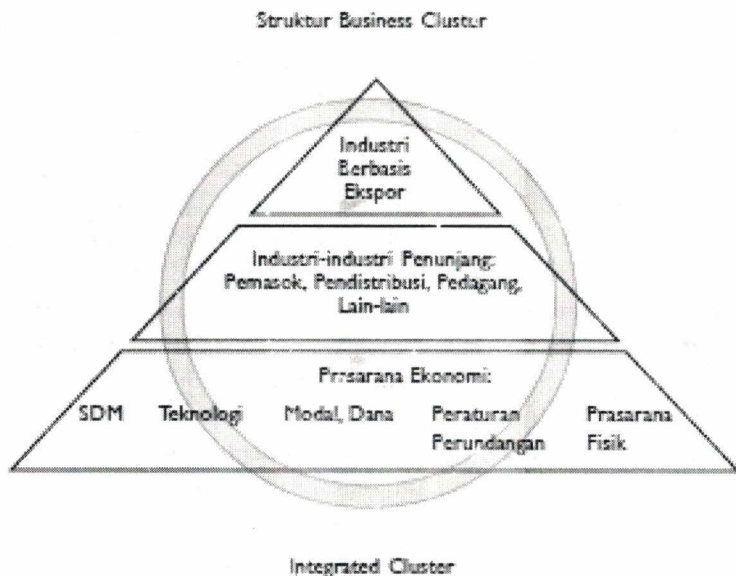 Struktur Business Clustur
Industri
Berbasis
Ekspor
Industri-industri Penunjang:
Pemasok, Pendistribusi, Pedagang,
Lain-lain
Prasarana Ekonomi:
SDM Teknologi Modal, Dana Peraturan Prasarana
Perundangan Fisik
Integrated Cluster